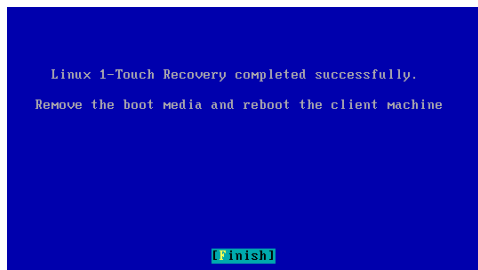 Linux 1-Touch Recovery completed successfully.
Remove the boot media and reboot the client machine
[Finish]